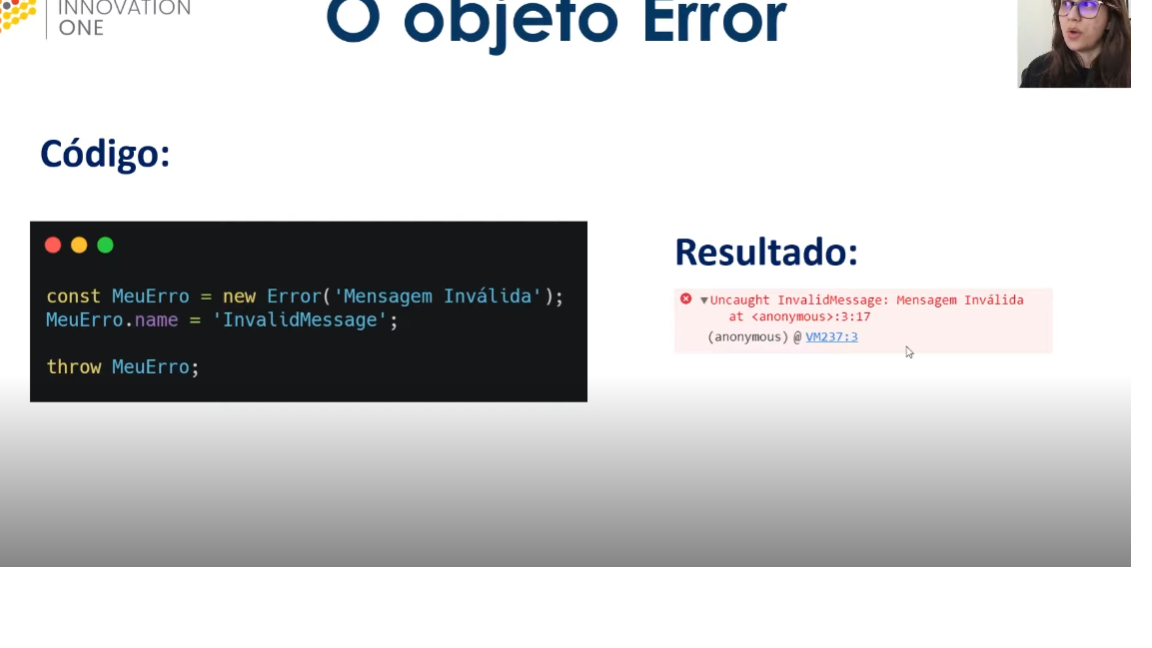 INNOVATION
ONE
O objeto Error
Código:
const MeuErro = new Error('Mensagem Inválida');
MeuErro.name = 'InvalidMessage';
throw MeuErro;
Resultado:
Uncaught InvalidMessage: Mensagem Inválida
at <anonymous>:3:17
(anonymous) @ VM237:3